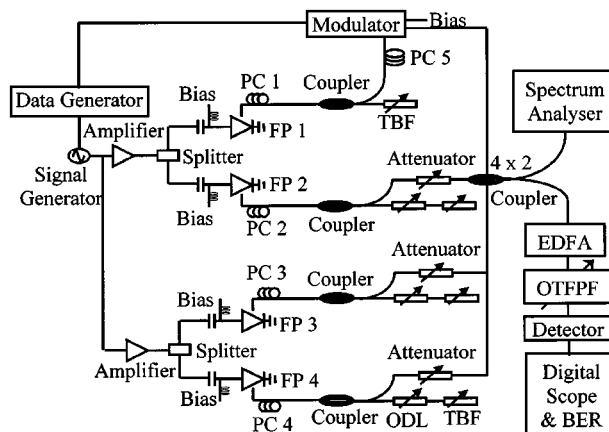 Modulator
Bias
PC 5
PC 1
Coupler
Data Generator
Bias
Spectrum
Analyser
TBF
Amplifier
FP 1
Splitter
Attenuator
4 x 2
Signal
Generator
FP 2
Coupler
Bias
PC 2
Coupler
EDFA
PC 3
Coupler
Attenuator
OTFPF
Bias
FP 3
Detector
Splitter
Attenuator
Amplifier
FP 4
Digital
Scope
& BER
Bias
PC 4
Coupler
ODL
TBF